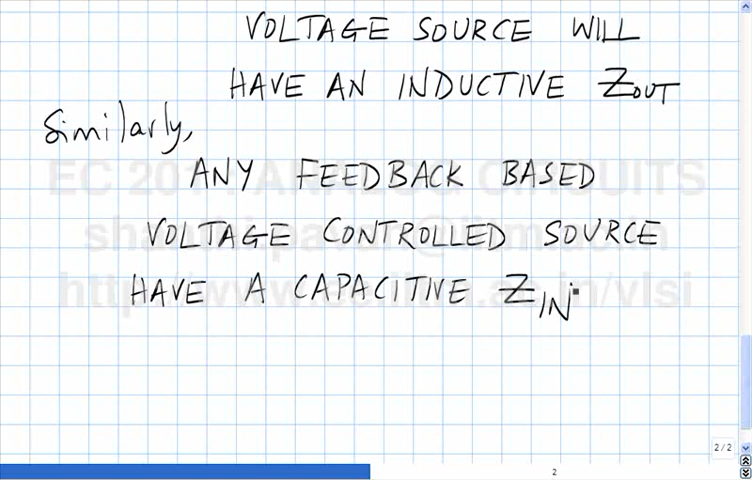 VOLTAGE SOURCE WILL
HAVE AN INDUCTIVE ZOUT
Similarly,
ANY FEEDBACK BASED
VOLTAGE CONTROLLED SOURCE
HAVE A CAPACITIVE ZIN
2/2
2